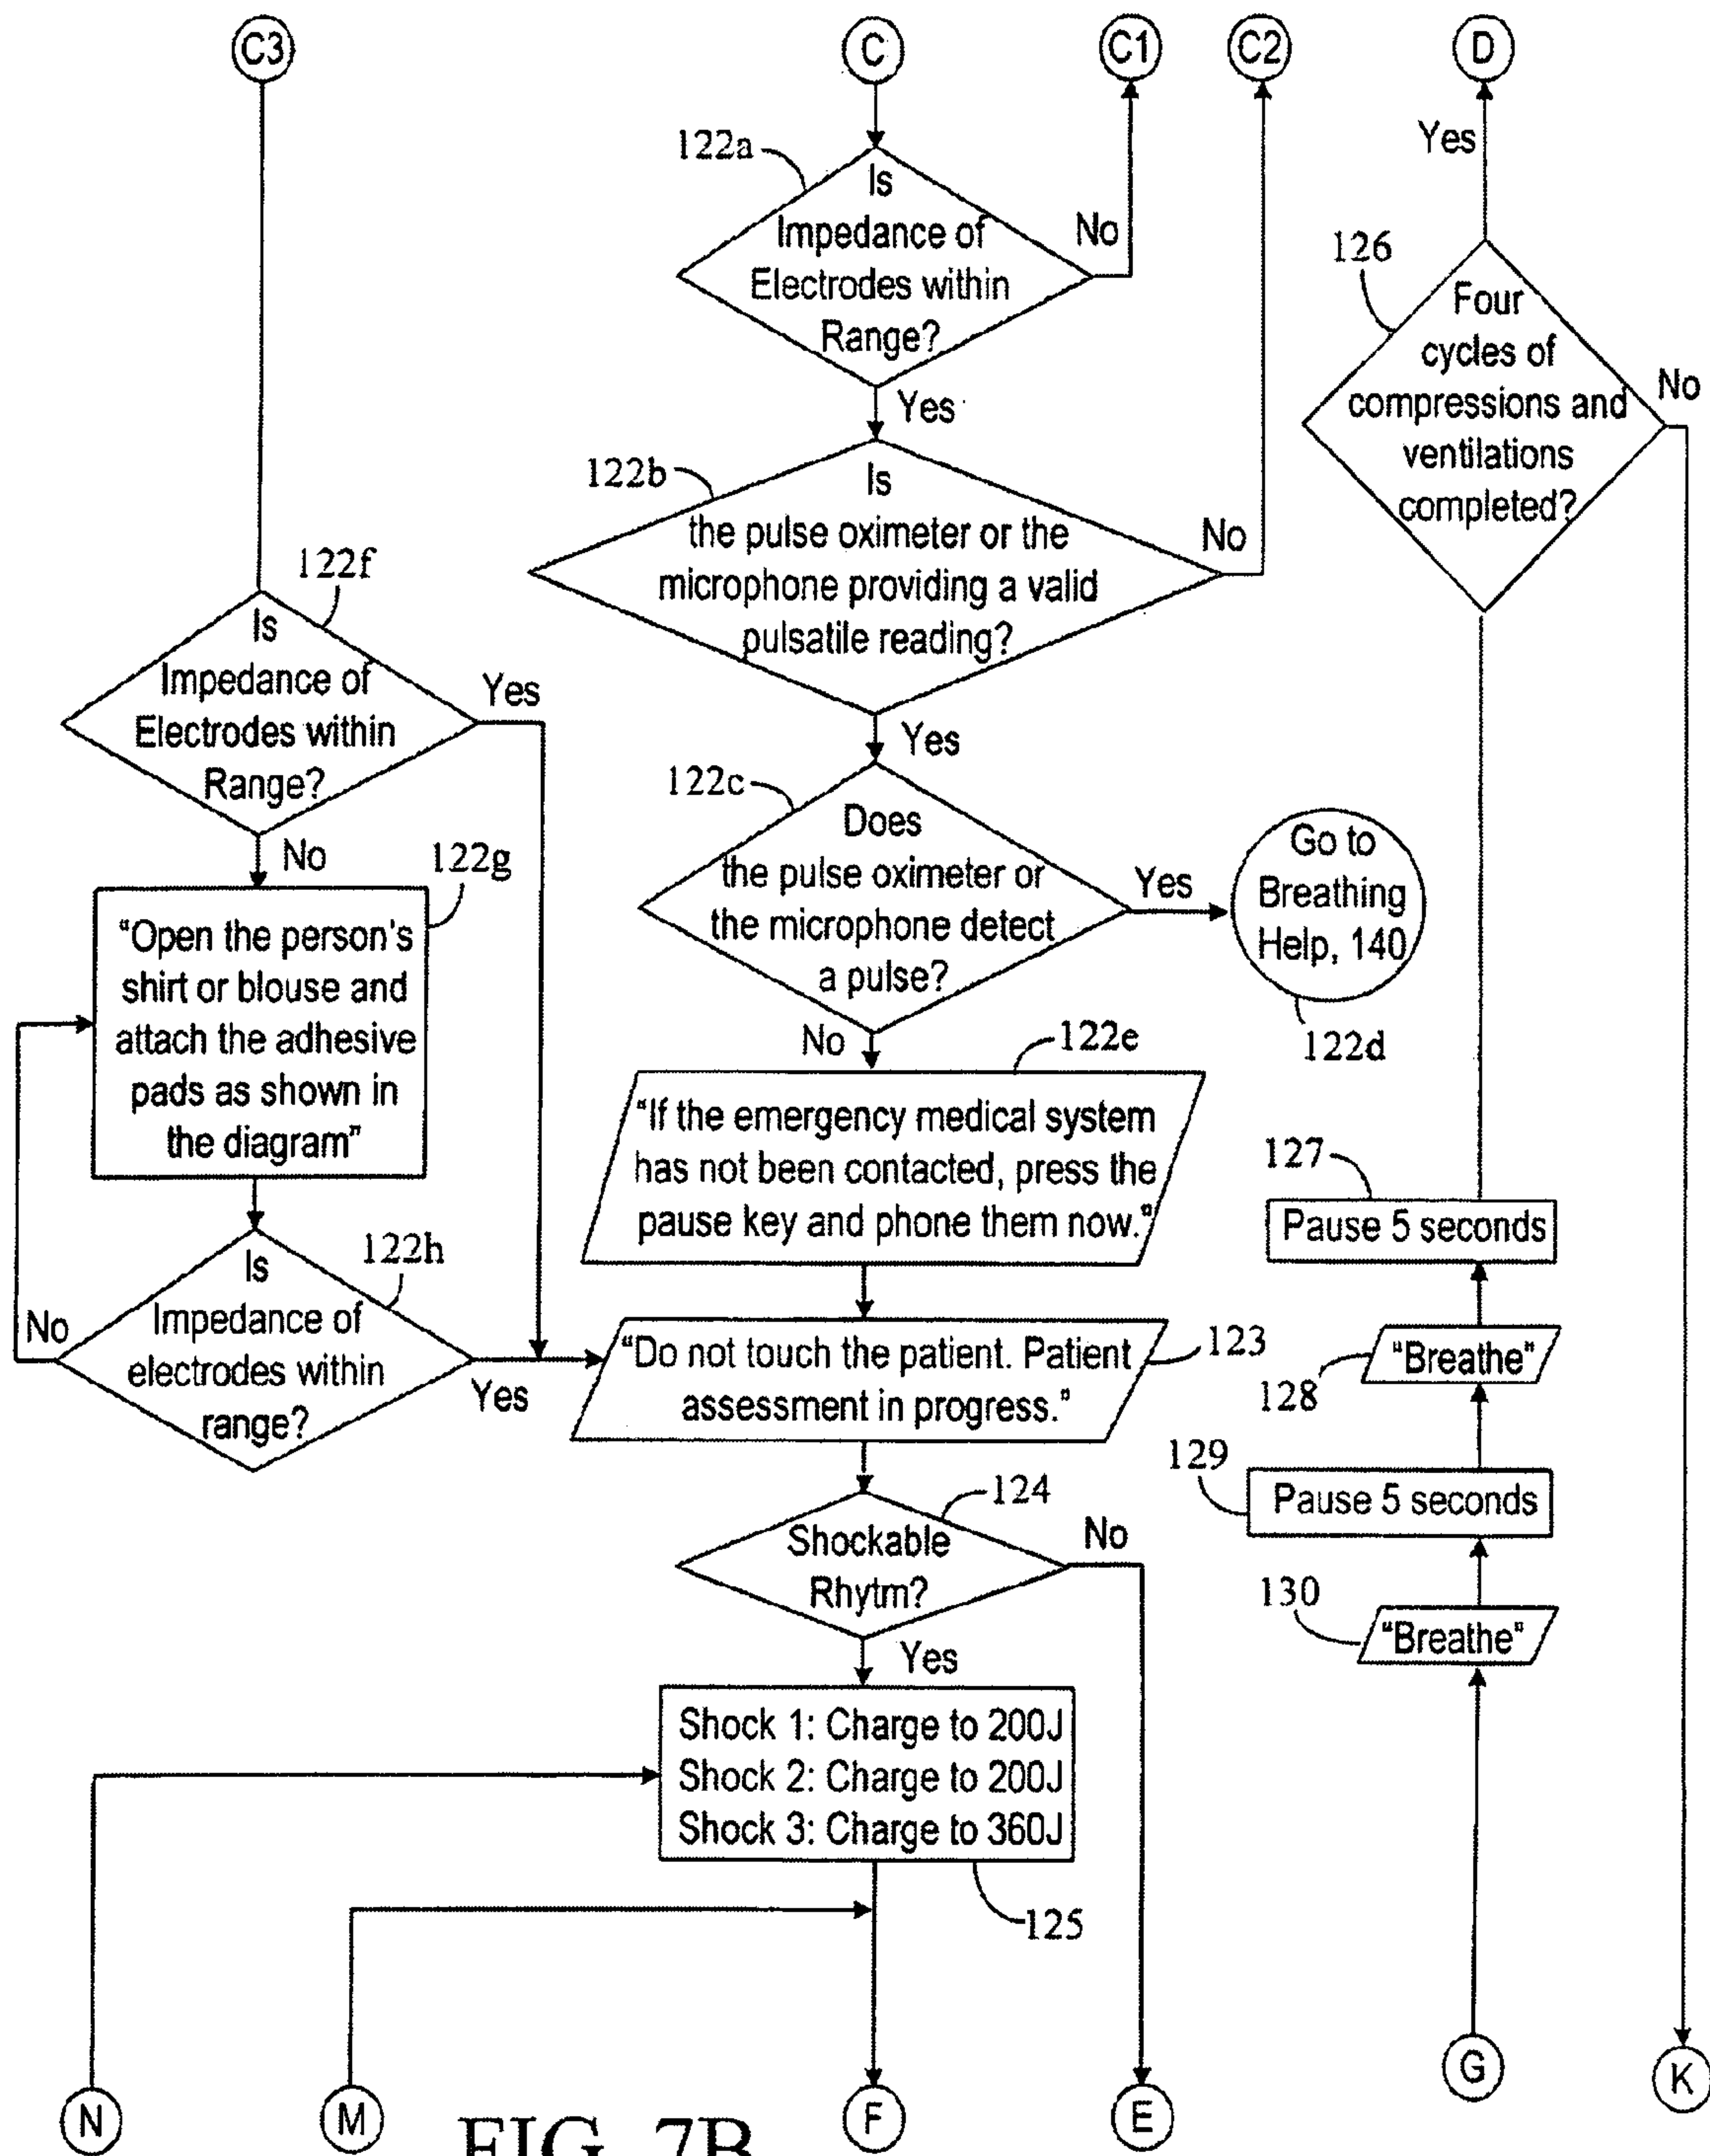 C3
C
C1
C2
D
122a
Is
Impedance of
Electrodes within
Range?
No
Yes
122b
Is
the pulse oximeter or the
microphone providing a valid
pulsatile reading?
No
Yes
122c
Does
the pulse oximeter or
the microphone detect
a pulse?
Yes
Go to
Breathing
Help, 140
122d
No
122e
"If the emergency medical system
has not been contacted, press the
pause key and phone them now."
122f
Is
Impedance of
Electrodes within
Range?
Yes
No
122g
"Open the person's
shirt or blouse and
attach the adhesive
pads as shown in
the diagram"
122h
Is
Impedance of
electrodes within
range?
No
Yes
"Do not touch the patient. Patient
assessment in progress."
123
124
Shockable
Rhytm?
No
Yes
Shock 1: Charge to 200J
Shock 2: Charge to 200J
Shock 3: Charge to 360J
125
Yes
126
Four
cycles of
compressions and
ventilations
completed?
No
127
Pause 5 seconds
128
"Breathe"
129
Pause 5 seconds
130
"Breathe"
N
M
F
E
G
K
FIG. 7B